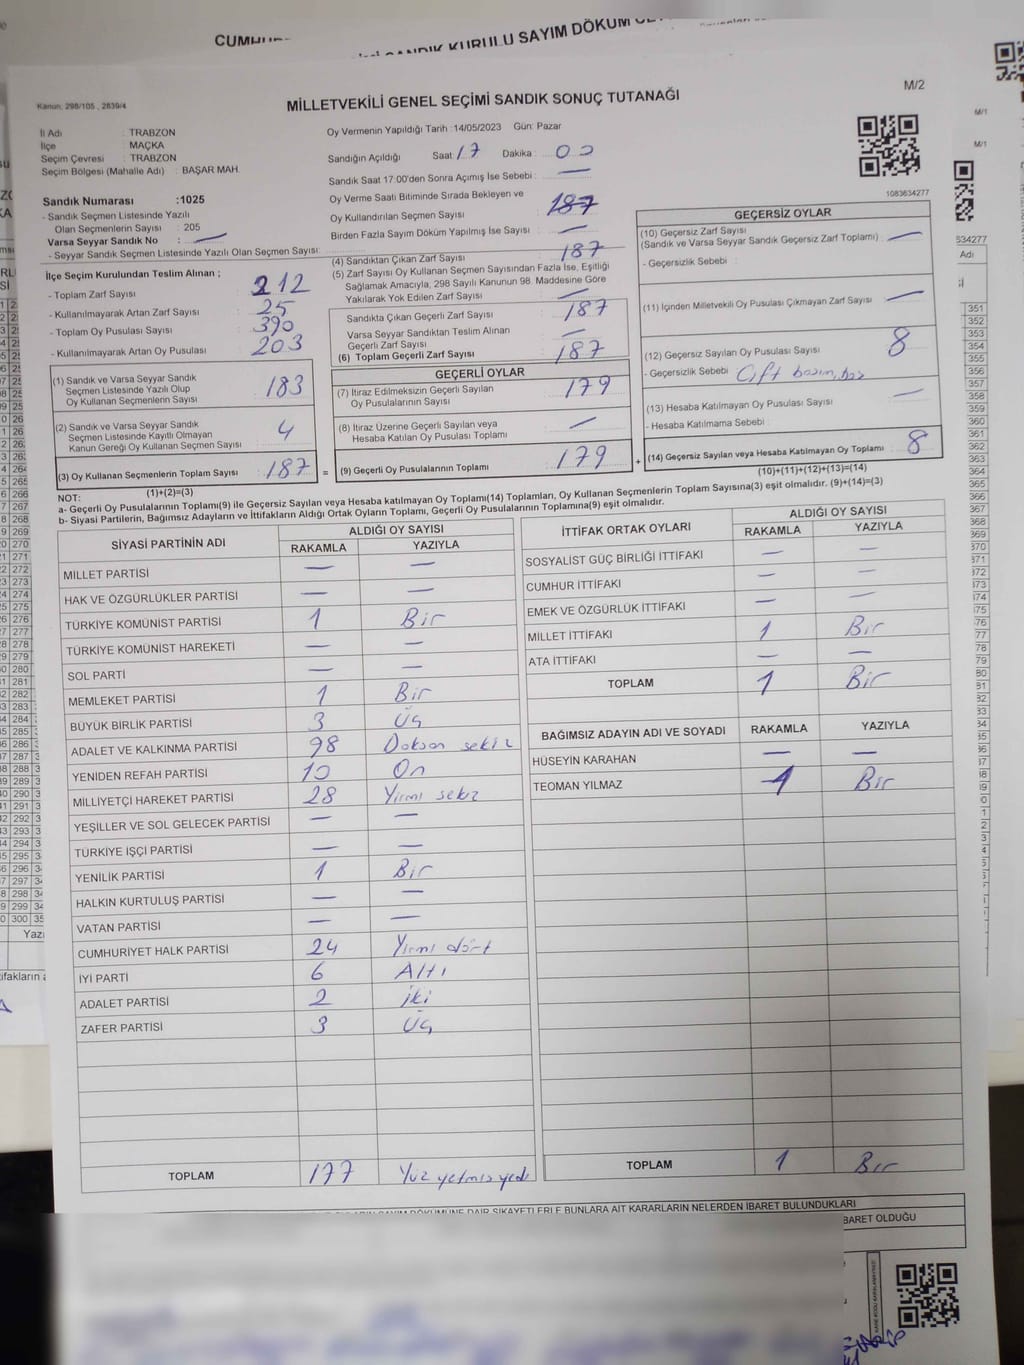 SANDIK KURULU SAYIM DÖKÜM
M/2
Kanun: 298/105 , 2839/4
MİLLETVEKİLİ GENEL SEÇİMİ SANDIK SONUÇ TUTANAĞI
M/1
M/1
İl Adı : TRABZON
İlçe : MAÇKA
Seçim Çevresi : TRABZON
Seçim Bölgesi (Mahalle Adı) : BAŞAR MAH.
Oy Vermenin Yapıldığı Tarih :14/05/2023 Gün: Pazar
Sandığın Açıldığı Saat 17 Dakika : 00
Sandık Saat 17:00'den Sonra Açımış İse Sebebi : —
Oy Verme Saati Bitiminde Sırada Bekleyen ve
Oy Kullandırılan Seçmen Sayısı : 187
Birden Fazla Sayım Döküm Yapılmış İse Sayısı : —
1083634277
Sandık Numarası :1025
- Sandık Seçmen Listesinde Yazılı
Olan Seçmenlerin Sayısı : 205
Varsa Seyyar Sandık No : —
- Seyyar Sandık Seçmen Listesinde Yazılı Olan Seçmen Sayısı:
İlçe Seçim Kurulundan Teslim Alınan ;
- Toplam Zarf Sayısı : 212
- Kullanılmayarak Artan Zarf Sayısı : 25
- Toplam Oy Pusulası Sayısı : 390
- Kullanılmayarak Artan Oy Pusulası : 203
(4) Sandıktan Çıkan Zarf Sayısı : 187
(5) Zarf Sayısı Oy Kullanan Seçmen Sayısından Fazla İse, Eşitliği
Sağlamak Amacıyla, 298 Sayılı Kanunun 98. Maddesine Göre
Yakılarak Yok Edilen Zarf Sayısı : —
Sandıkta Çıkan Geçerli Zarf Sayısı : 187
Varsa Seyyar Sandıktan Teslim Alınan
Geçerli Zarf Sayısı : —
(6) Toplam Geçerli Zarf Sayısı : 187
GEÇERSİZ OYLAR
(10) Geçersiz Zarf Sayısı
(Sandık ve Varsa Seyyar Sandık Geçersiz Zarf Toplamı) : —
- Geçersizlik Sebebi :
(11) İçinden Milletvekili Oy Pusulası Çıkmayan Zarf Sayısı : —
(12) Geçersiz Sayılan Oy Pusulası Sayısı : 8
- Geçersizlik Sebebi : Çift basım, boş
(13) Hesaba Katılmayan Oy Pusulası Sayısı : —
- Hesaba Katılmama Sebebi :
(14) Geçersiz Sayılan veya Hesaba Katılmayan Oy Toplamı : 8
(10)+(11)+(12)+(13)=(14)
(1) Sandık ve Varsa Seyyar Sandık
Seçmen Listesinde Yazılı Olup
Oy Kullanan Seçmenlerin Sayısı : 183
(2) Sandık ve Varsa Seyyar Sandık
Seçmen Listesinde Kayıtlı Olmayan
Kanun Gereği Oy Kullanan Seçmen Sayısı : 4
(3) Oy Kullanan Seçmenlerin Toplam Sayısı : 187
(1)+(2)=(3)
=
GEÇERLİ OYLAR
(7) İtiraz Edilmeksizin Geçerli Sayılan
Oy Pusulalarının Sayısı : 179
(8) İtiraz Üzerine Geçerli Sayılan veya
Hesaba Katılan Oy Pusulası Toplamı : —
(9) Geçerli Oy Pusulalarının Toplamı : 179
+
NOT:
a- Geçerli Oy Pusulalarının Toplamı(9) ile Geçersiz Sayılan veya Hesaba katılmayan Oy Toplamı(14) Toplamları, Oy Kullanan Seçmenlerin Toplam Sayısına(3) eşit olmalıdır. (9)+(14)=(3)
b- Siyasi Partilerin, Bağımsız Adayların ve İttifakların Aldığı Ortak Oyların Toplamı, Geçerli Oy Pusulalarının Toplamına(9) eşit olmalıdır.
SİYASİ PARTİNİN ADI ALDIĞI OY SAYISI
RAKAMLA YAZIYLA
MİLLET PARTİSİ — —
HAK VE ÖZGÜRLÜKLER PARTİSİ — —
TÜRKİYE KOMÜNİST PARTİSİ 1 Bir
TÜRKİYE KOMÜNİST HAREKETİ — —
SOL PARTİ — —
MEMLEKET PARTİSİ 1 Bir
BÜYÜK BİRLİK PARTİSİ 3 Üç
ADALET VE KALKINMA PARTİSİ 98 Doksan sekiz
YENİDEN REFAH PARTİSİ 10 On
MİLLİYETÇİ HAREKET PARTİSİ 28 Yirmi sekiz
YEŞİLLER VE SOL GELECEK PARTİSİ — —
TÜRKİYE İŞÇİ PARTİSİ — —
YENİLİK PARTİSİ 1 Bir
HALKIN KURTULUŞ PARTİSİ — —
VATAN PARTİSİ — —
CUMHURİYET HALK PARTİSİ 24 Yirmi dört
İYİ PARTİ 6 Altı
ADALET PARTİSİ 2 İki
ZAFER PARTİSİ 3 Üç
TOPLAM 177 Yüz yetmiş yedi
İTTİFAK ORTAK OYLARI ALDIĞI OY SAYISI
RAKAMLA YAZIYLA
SOSYALİST GÜÇ BİRLİĞİ İTTİFAKI — —
CUMHUR İTTİFAKI — —
EMEK VE ÖZGÜRLÜK İTTİFAKI — —
MİLLET İTTİFAKI 1 Bir
ATA İTTİFAKI — —
TOPLAM 1 Bir
BAĞIMSIZ ADAYIN ADI VE SOYADI RAKAMLA YAZIYLA
HÜSEYİN KARAHAN — —
TEOMAN YILMAZ 1 Bir
TOPLAM 1 Bir
DÖKÜMÜNE DAİR ŞİKAYETLERLE BUNLARA AİT KARARLARIN NELERDEN İBARET BULUNDUKLARI
İBARET OLDUĞU